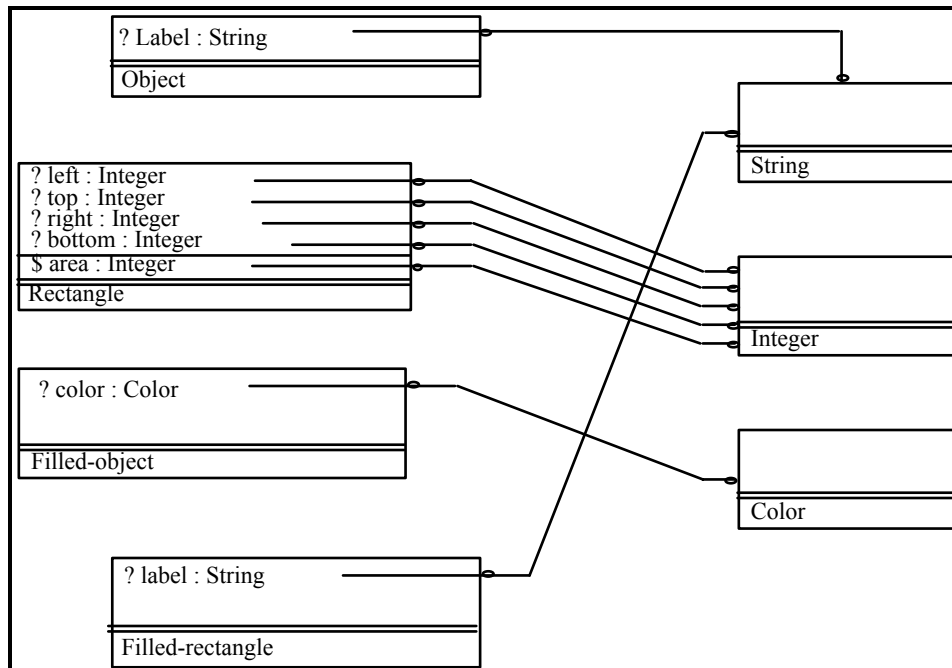 ? Label : String
Object
String
? left : Integer
? top : Integer
? right : Integer
? bottom : Integer
$ area : Integer
Rectangle
Integer
? color : Color
Filled-object
Color
? label : String
Filled-rectangle